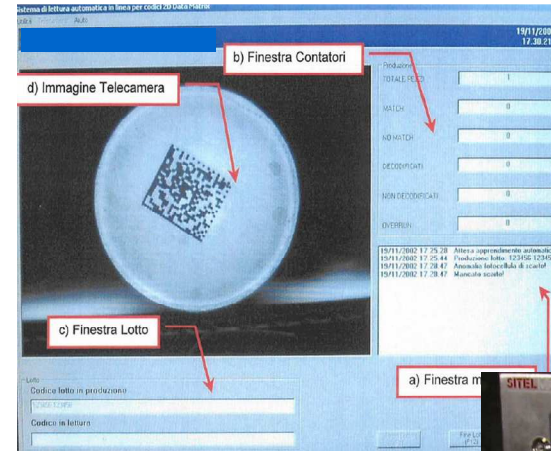 Sistema di lettura automatica in linea per codici 2D Data Matrix
Aiuto
19/11/200
17.30.21
b) Finestra Contatori
d) Immagine Telecamera
Produzione
TOTALE PEZZI
1
MATCH
0
NO MATCH
0
DECODIFICATI
0
NON DECODIFICATI
0
OVERRUN
0
19/11/2002 17.25.28 Attesa apprendimento automatic
19/11/2002 17.25.44 Produzione lotto: 123456 12345
19/11/2002 17.28.47 Anomalia fotocellula di scarto!
19/11/2002 17.28.47 Mancato scarto!
c) Finestra Lotto
a) Finestra m
SITEL
Lotto
Codice lotto in produzione
Codice in lettura